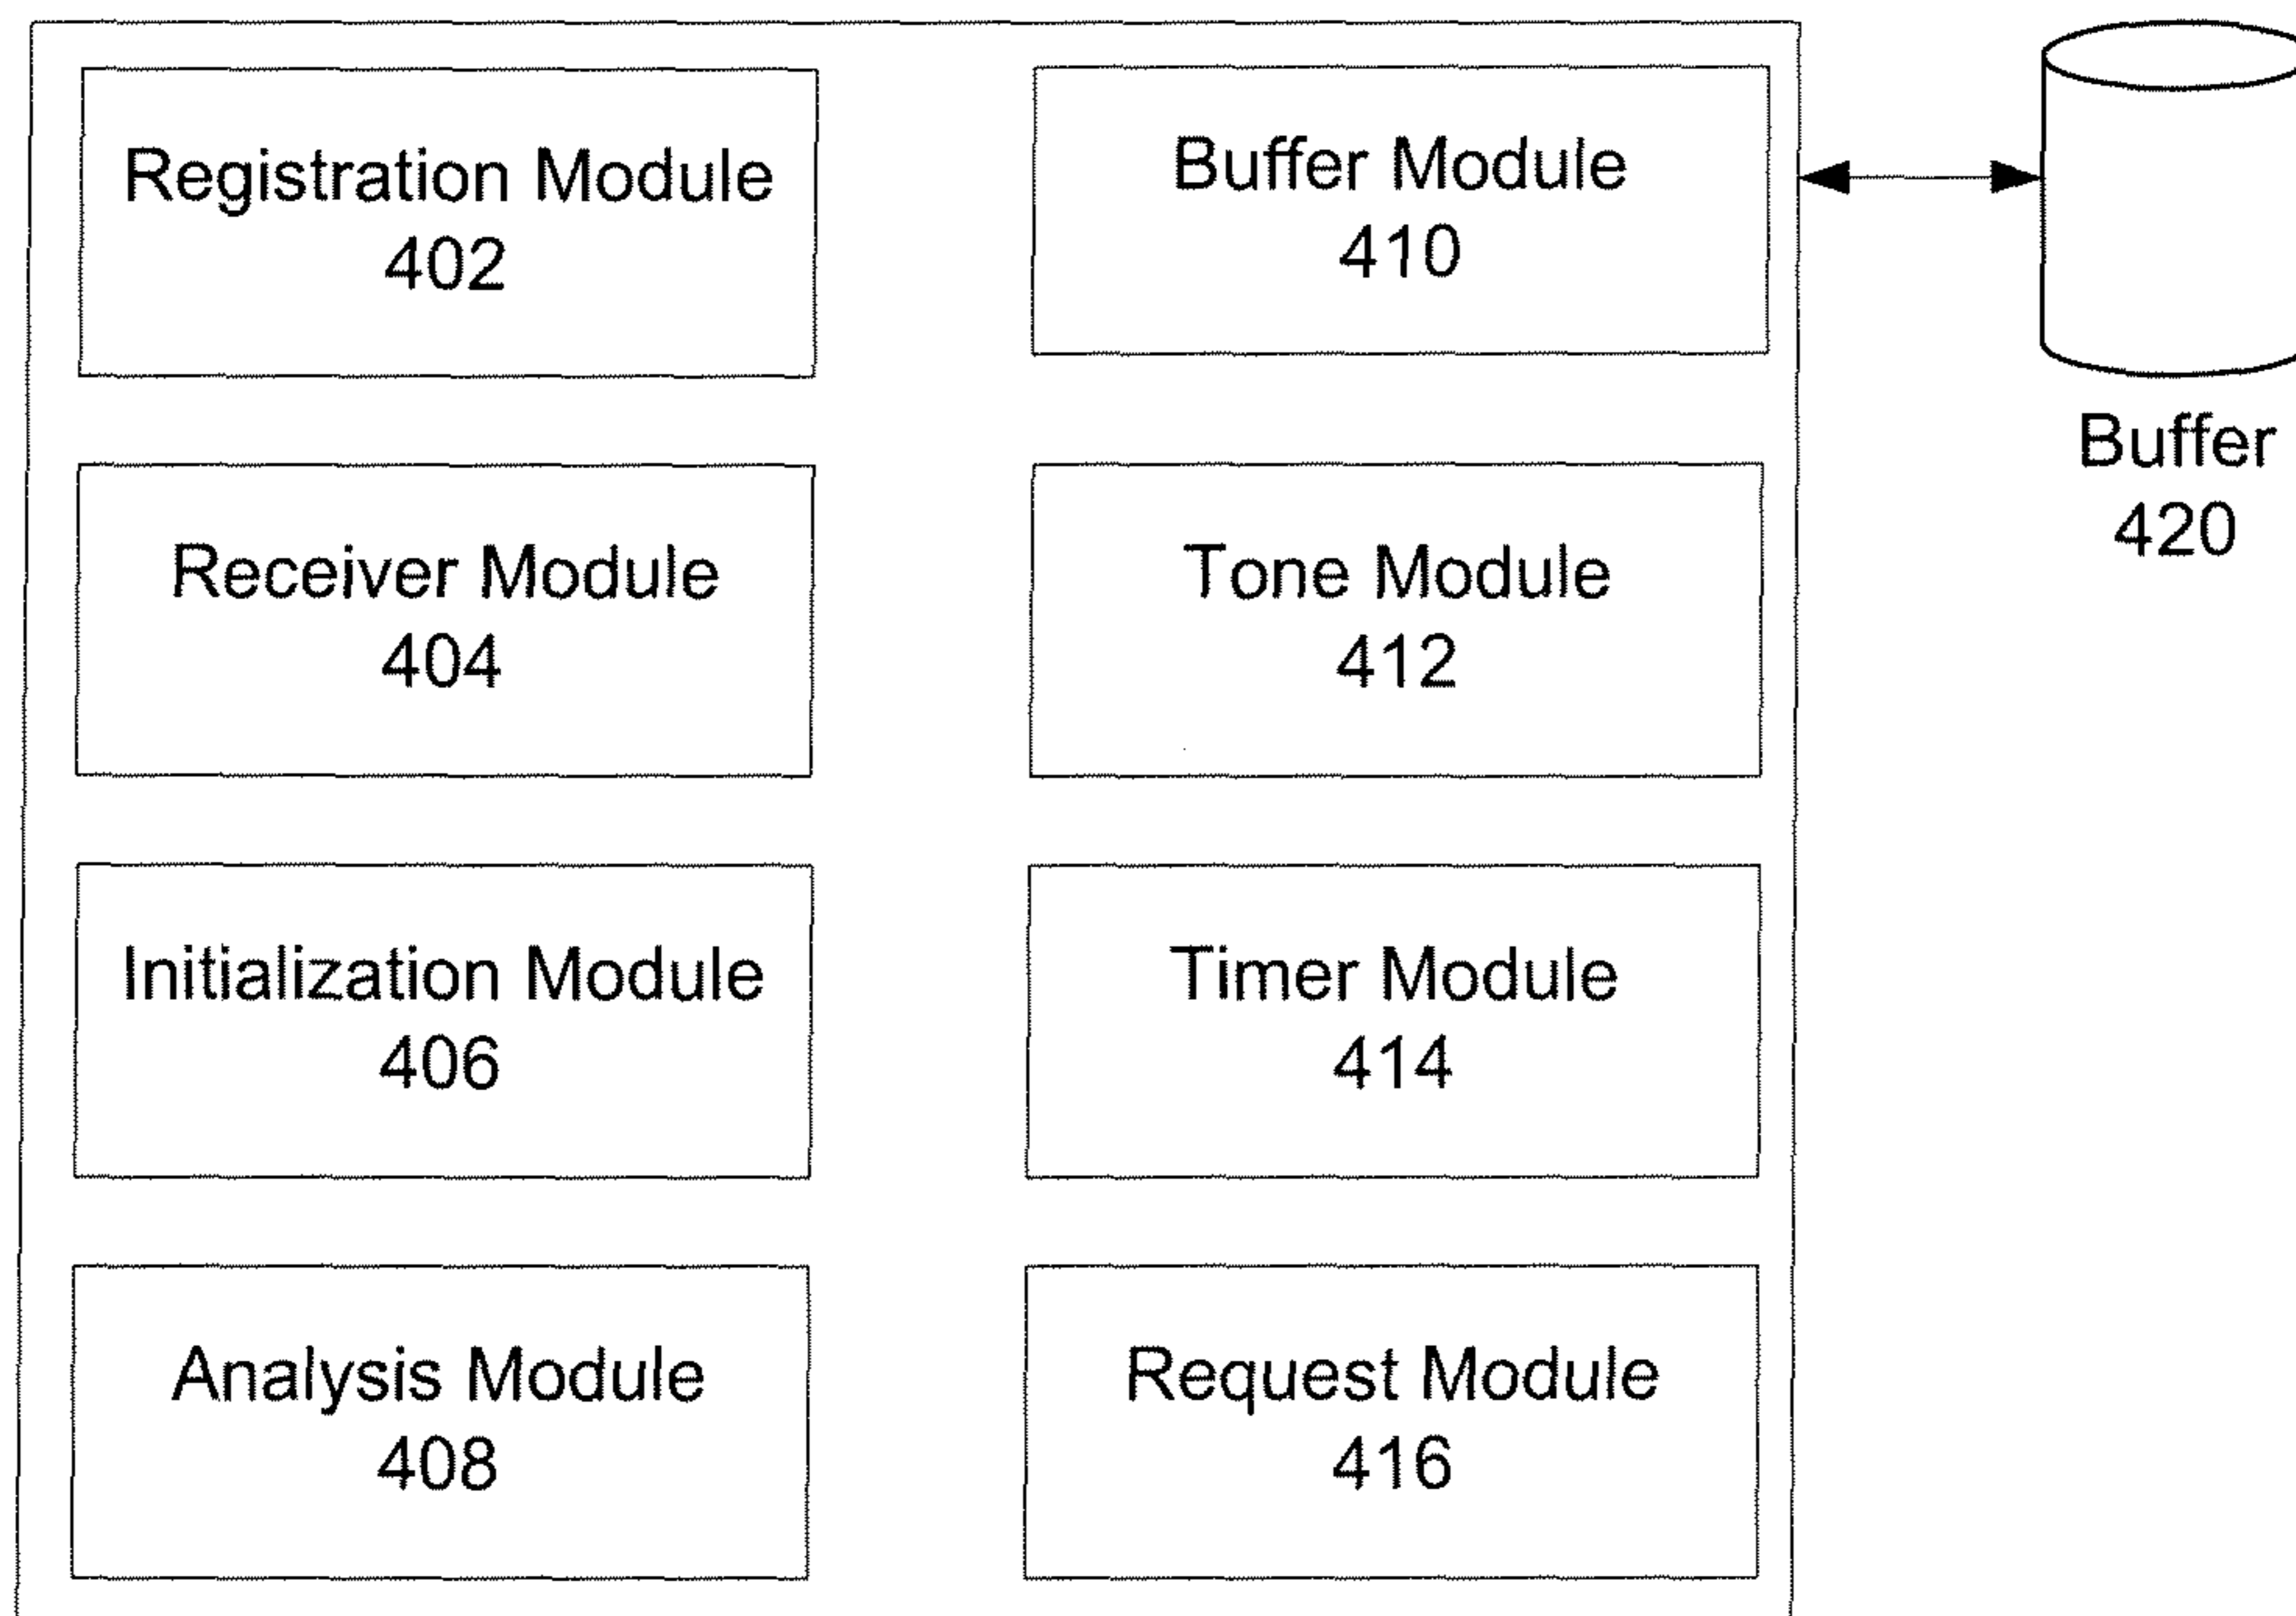 Registration Module
402
Buffer Module
410
Buffer
420
Receiver Module
404
Tone Module
412
Initialization Module
406
Timer Module
414
Analysis Module
408
Request Module
416